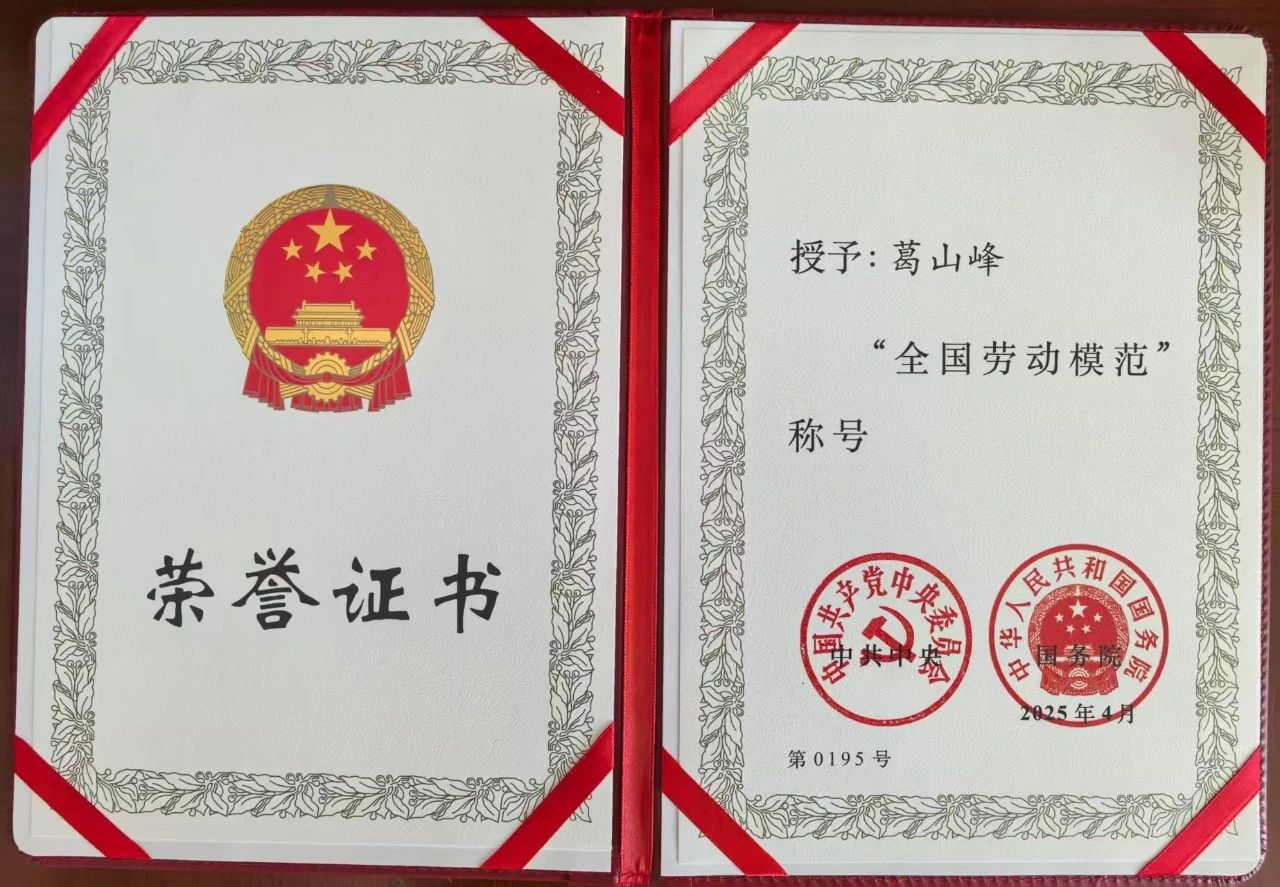 荣誉证书
授予：葛山峰
“全国劳动模范”
称号
中国共产党中央委员会
中共中央
中华人民共和国国务院
国务院
2025年4月
第0195号